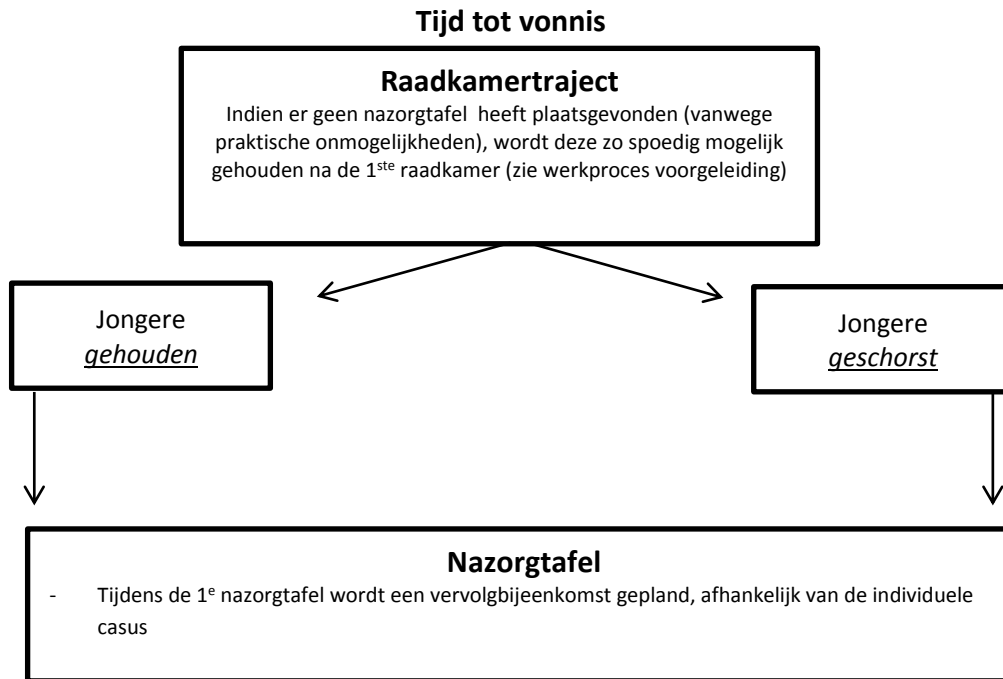 Tijd tot vonnis
Raadkamertraject
Indien er geen nazorgtafel heeft plaatsgevonden (vanwege
praktische onmogelijkheden), wordt deze zo spoedig mogelijk
gehouden na de 1ste raadkamer (zie werkproces voorgeleiding)
Jongere
gehouden
Jongere
geschorst
Nazorgtafel
- Tijdens de 1e nazorgtafel wordt een vervolgbijeenkomst gepland, afhankelijk van de individuele
casus